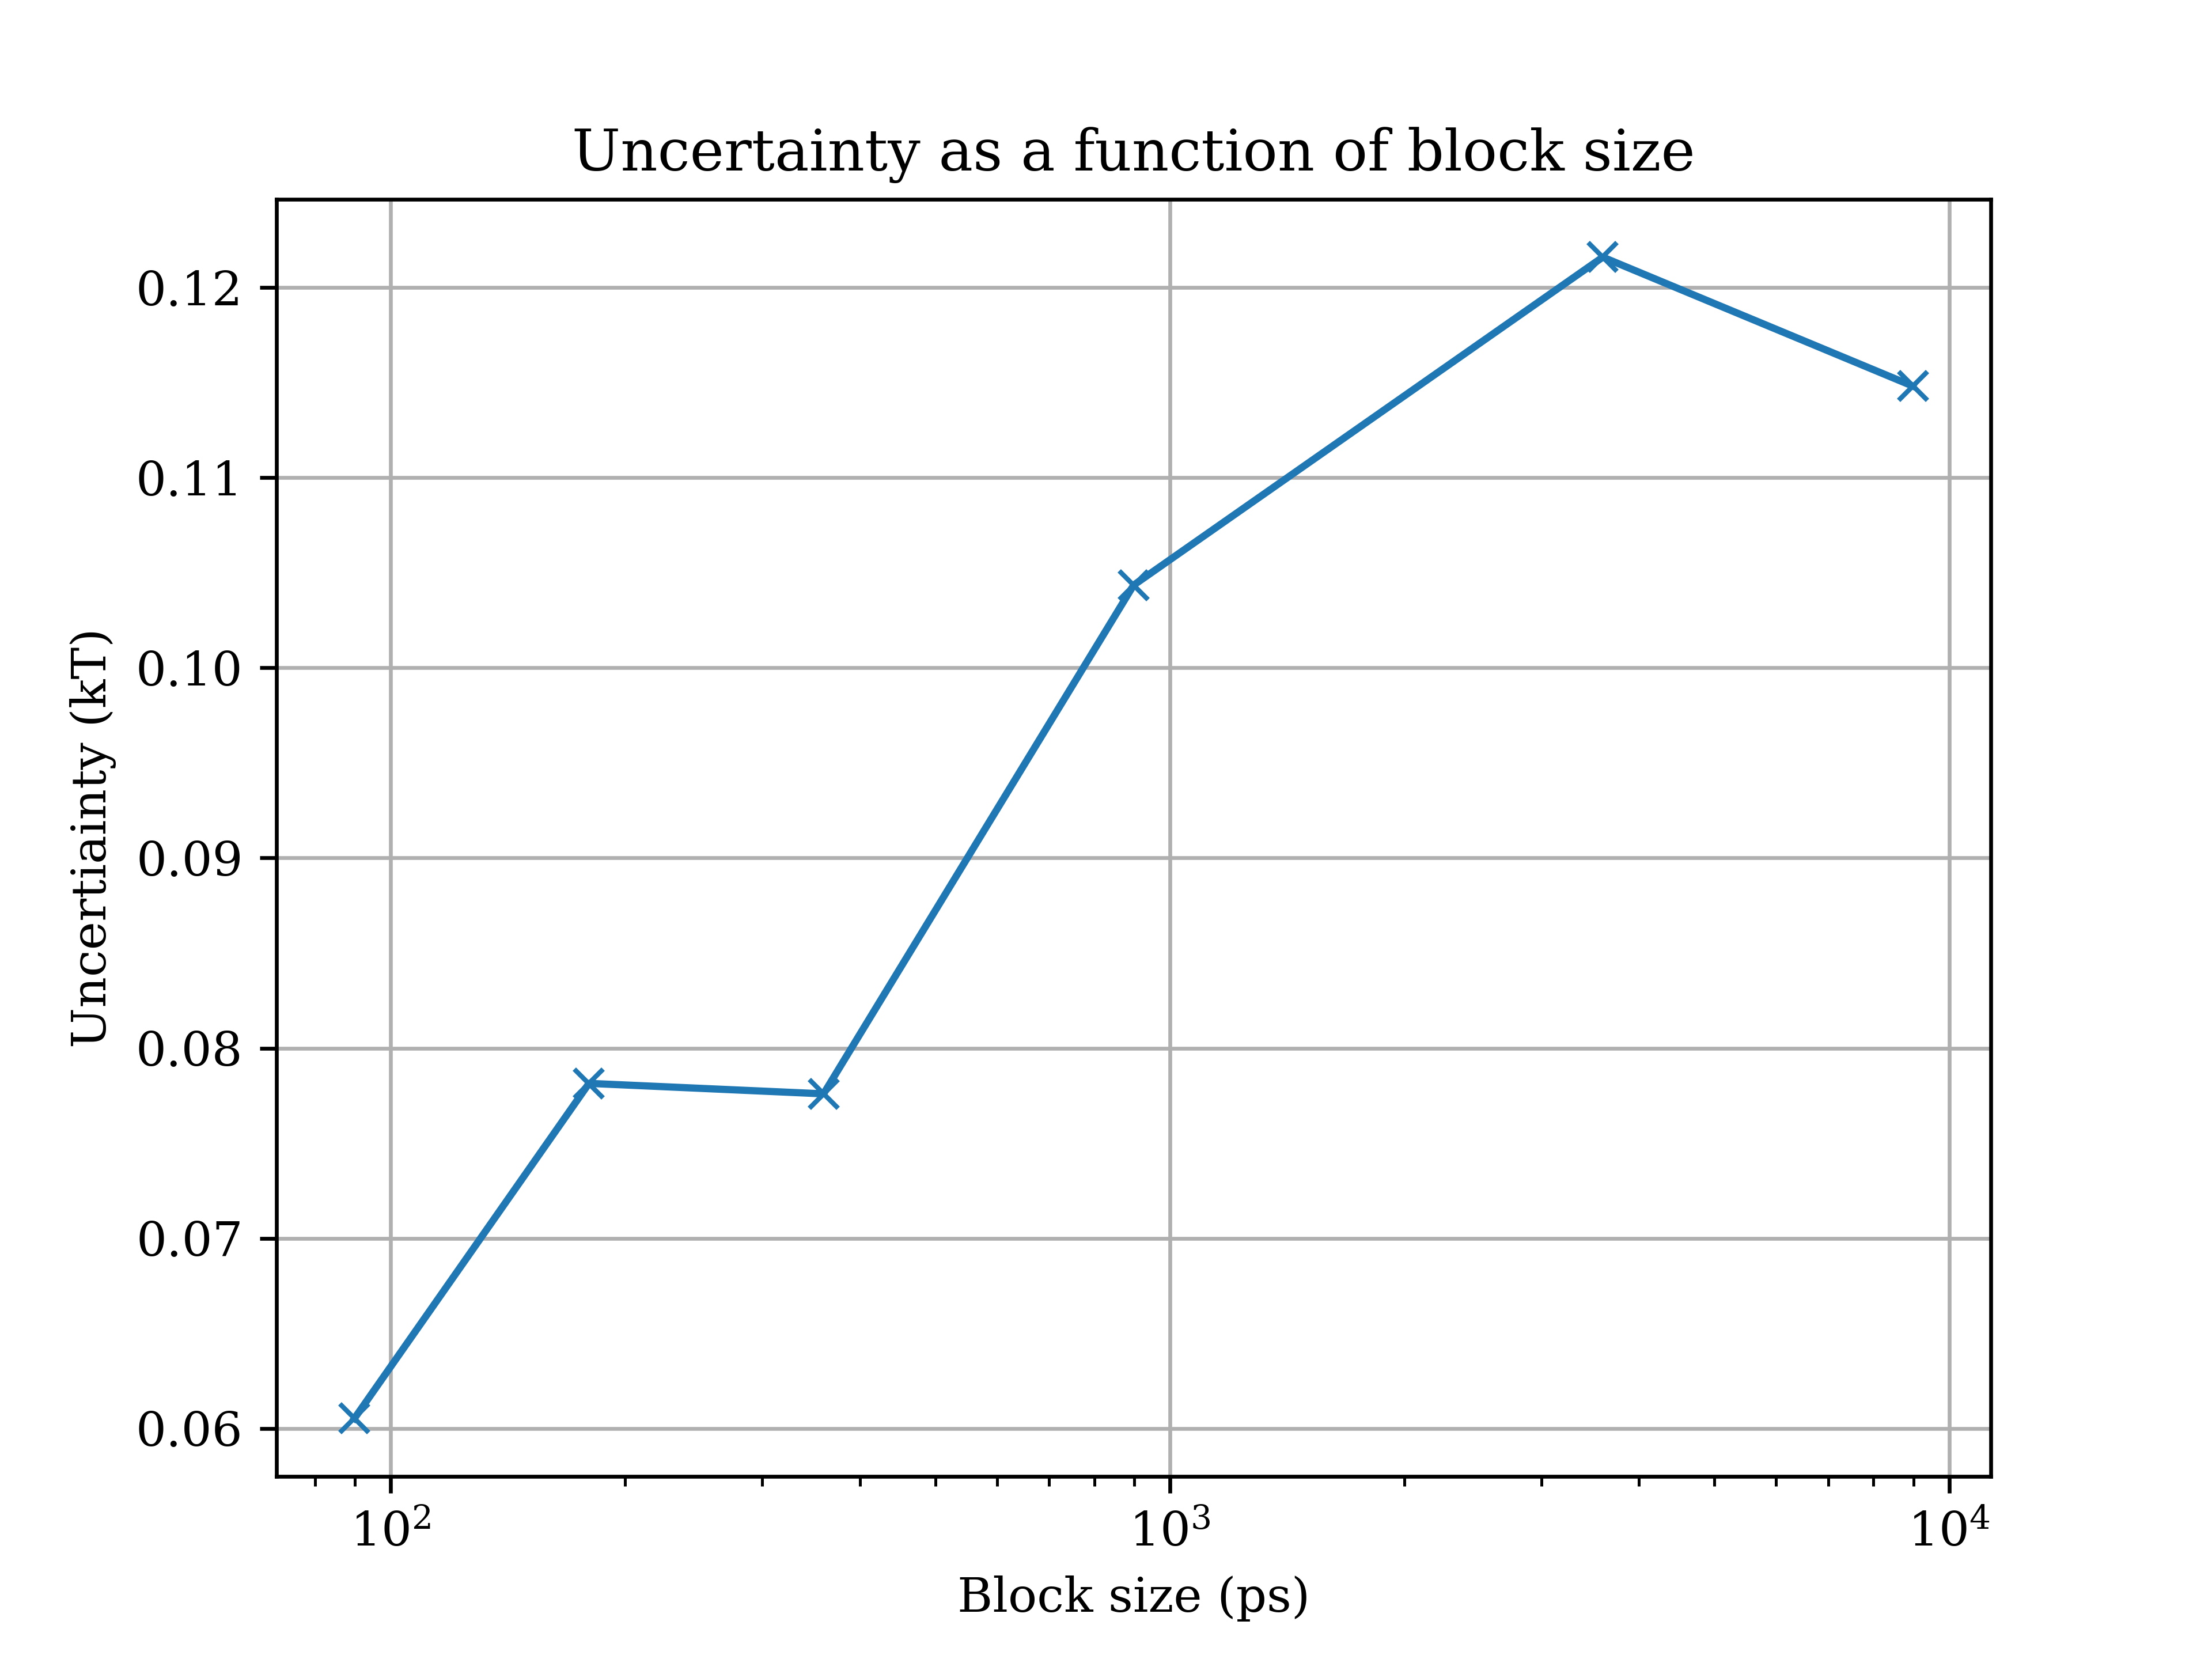 Uncertainty as a function of block size
Uncertiainty (kT)
0.12
0.11
0.10
0.09
0.08
0.07
0.06
10² 10³ 10⁴
Block size (ps)